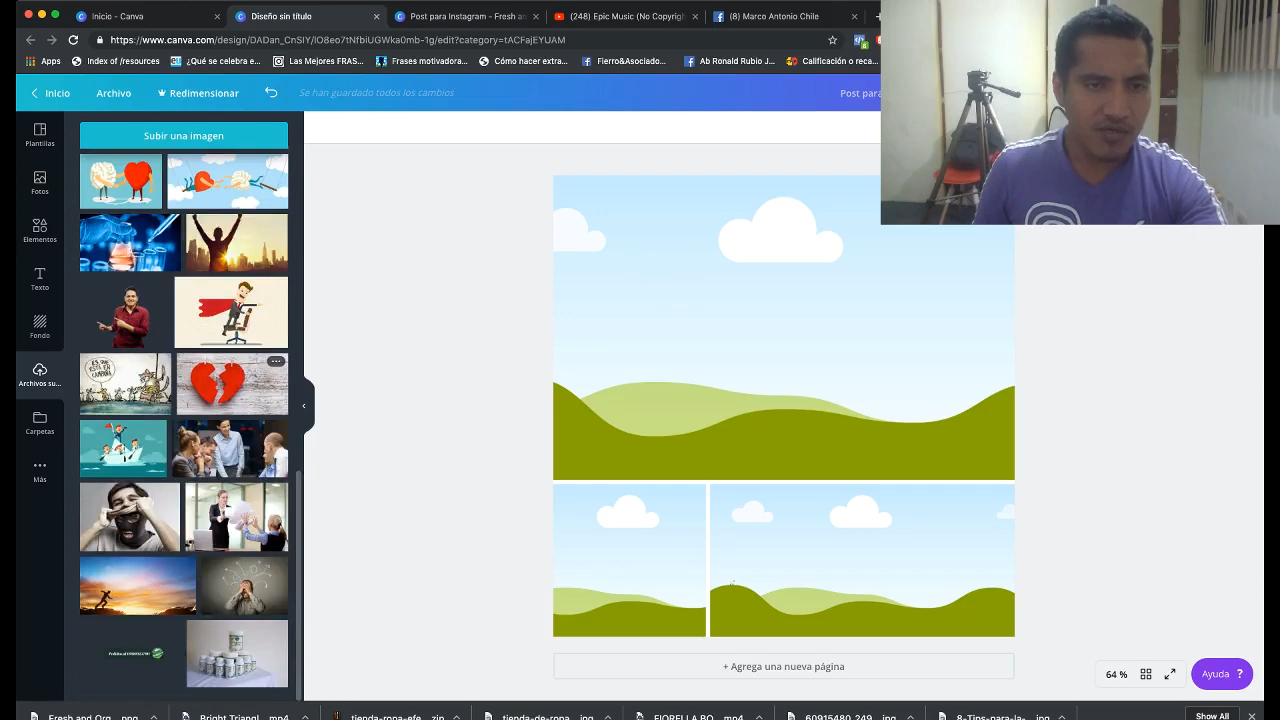 Inicio - Canva
Diseño sin título
Post para Instagram - Fresh an
(248) Epic Music (No Copyrigh
(8) Marco Antonio Chile
https://www.canva.com/design/DADan_CnSIY/lO8eo7tNfbiUGWka0mb-1g/edit?category=tACFajEYUAM
Apps
Index of /resources
¿Qué se celebra e...
Las Mejores FRAS...
Frases motivadora...
Cómo hacer extra...
Fierro&Asociado...
Ab Ronald Rubio J...
Calificación o reca...
Inicio
Archivo
Redimensionar
Se han guardado todos los cambios
Post para
Plantillas
Fotos
Elementos
Texto
Fondo
Archivos su...
Carpetas
Más
Subir una imagen
ES QUE
ESTÁ EN
CAMPAÑA
+ Agrega una nueva página
64 %
Ayuda ?
Fresh and Org....png
Bright Triangl....mp4
tienda-ropa-efe....zip
tienda-de-ropa....jpg
FIORELLA BO....mp4
60915480_249....jpg
8-Tips-para-la-....jpg
Show All